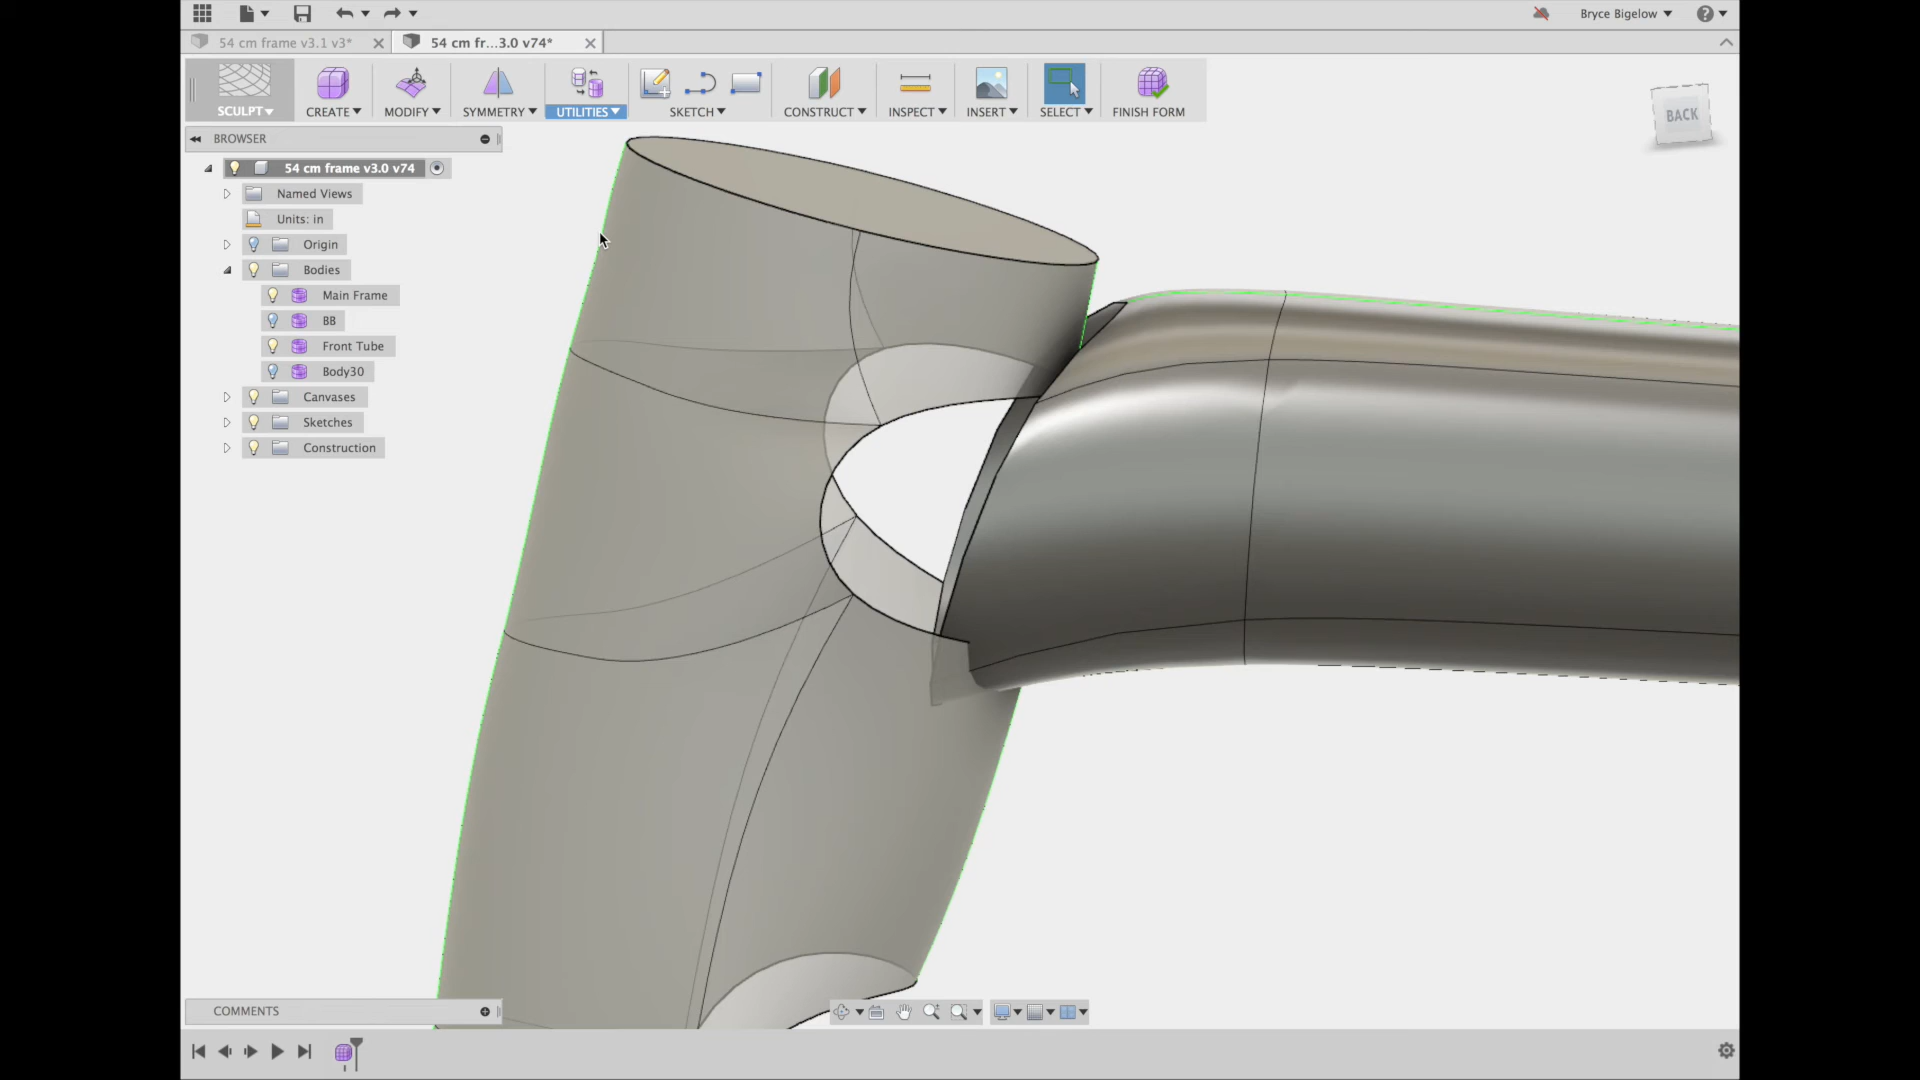 Bryce Bigelow
54 cm frame v3.1 v3*
54 cm fr...3.0 v74*
SCULPT
CREATE
MODIFY
SYMMETRY
UTILITIES
SKETCH
CONSTRUCT
INSPECT
INSERT
SELECT
FINISH FORM
BACK
BROWSER
54 cm frame v3.0 v74
Named Views
Units: in
Origin
Bodies
Main Frame
BB
Front Tube
Body30
Canvases
Sketches
Construction
COMMENTS